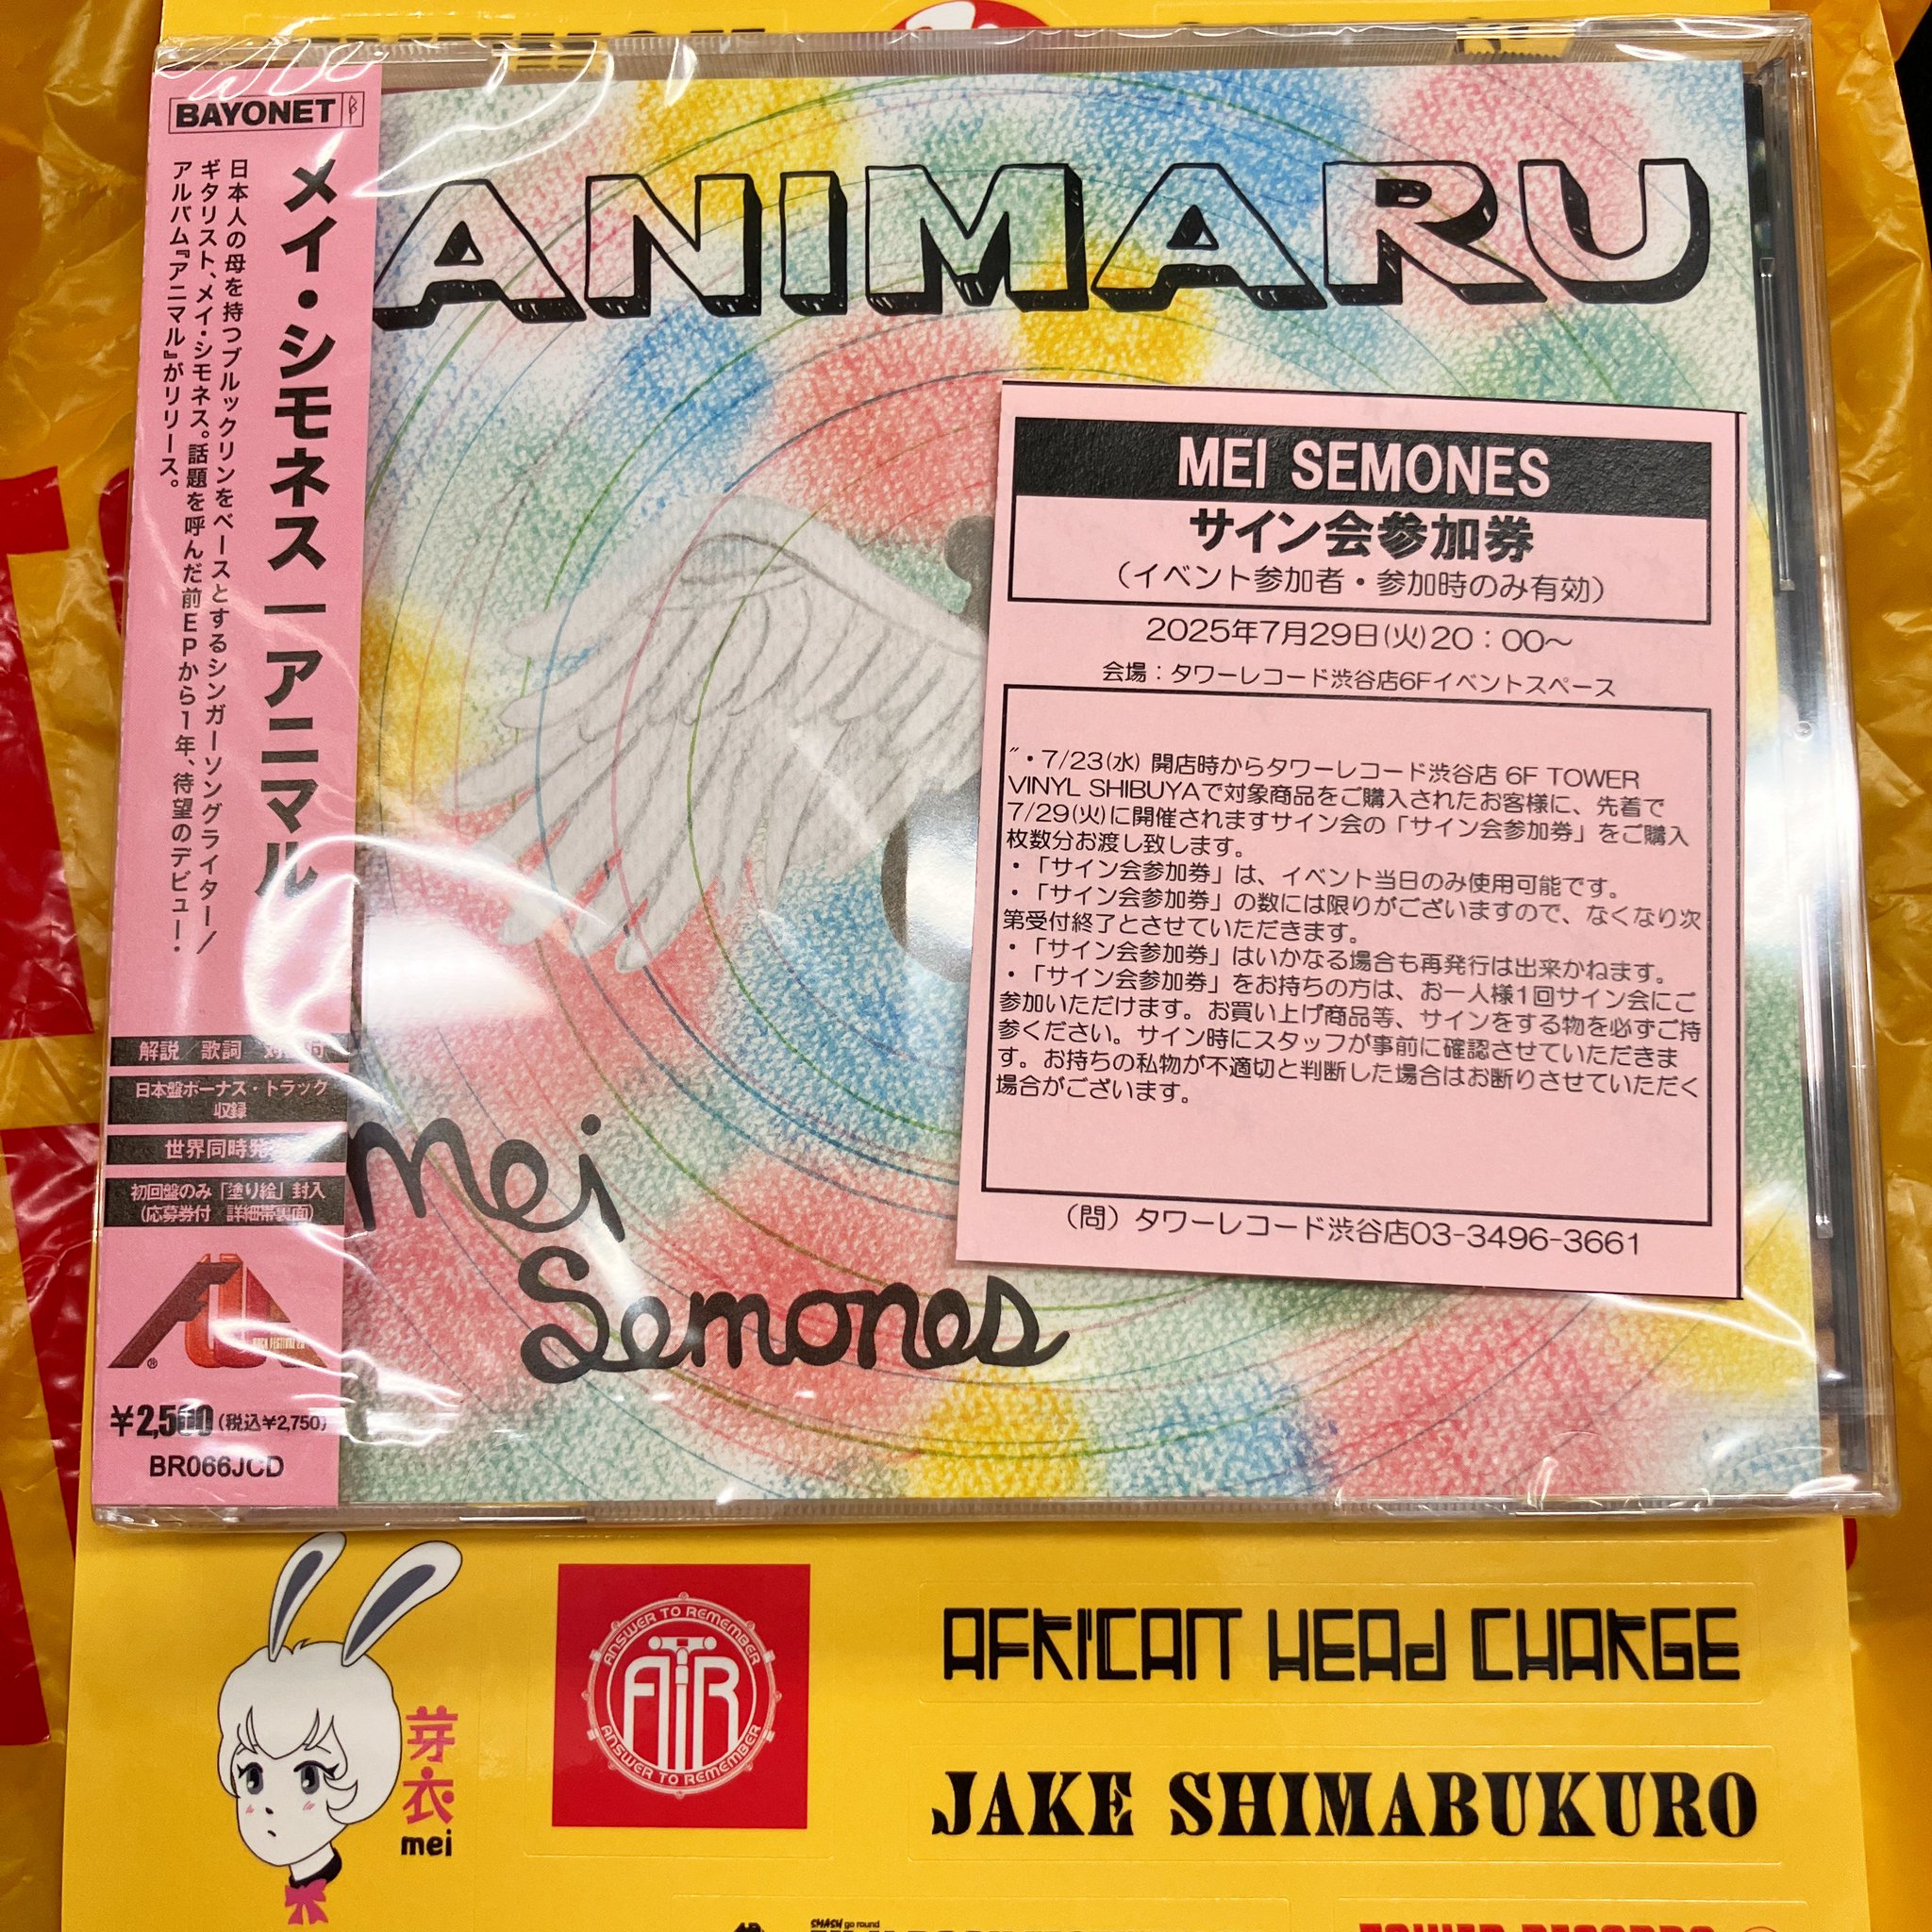 BAYONET
メイ・シモネス｜アニマル
日本人の母を持つブルックリンをベースとするシンガーソングライター／
ギタリスト、メイ・シモネス。話題を呼んだ前EPから1年、待望のデビュー・
アルバム『アニマル』がリリース。
解説／歌詞
日本盤ボーナス・トラック
収録
世界同時発
初回盤のみ「塗り絵」封入
(応募券付 詳細帯裏面)
ROCK FESTIVAL
®
¥2,500(税込¥2,750)
BR066JCD
ANIMARU
Mei
Semones
MEI SEMONES
サイン会参加券
（イベント参加者・参加時のみ有効）
2025年7月29日(火)20：00～
会場：タワーレコード渋谷店6Fイベントスペース
"・7/23(水) 開店時からタワーレコード渋谷店 6F TOWER
VINYL SHIBUYAで対象商品をご購入されたお客様に、先着で
7/29(火)に開催されますサイン会の「サイン会参加券」をご購入
枚数分お渡し致します。
・「サイン会参加券」は、イベント当日のみ使用可能です。
・「サイン会参加券」の数には限りがございますので、なくなり次
第受付終了とさせていただきます。
・「サイン会参加券」はいかなる場合も再発行は出来かねます。
・「サイン会参加券」をお持ちの方は、お一人様1回サイン会にご
参加いただけます。お買い上げ商品等、サインをする物を必ずご持
参ください。サイン時にスタッフが事前に確認させていただきま
す。お持ちの私物が不適切と判断した場合はお断りさせていただく
場合がございます。
（問）タワーレコード渋谷店03-3496-3661
芽衣
mei
ANSWER TO REMEMBER
ATR
ANSWER TO REMEMBER
AFRICAN HEAD CHARGE
JAKE SHIMABUKURO
SMASH go round
TOWER RECORDS